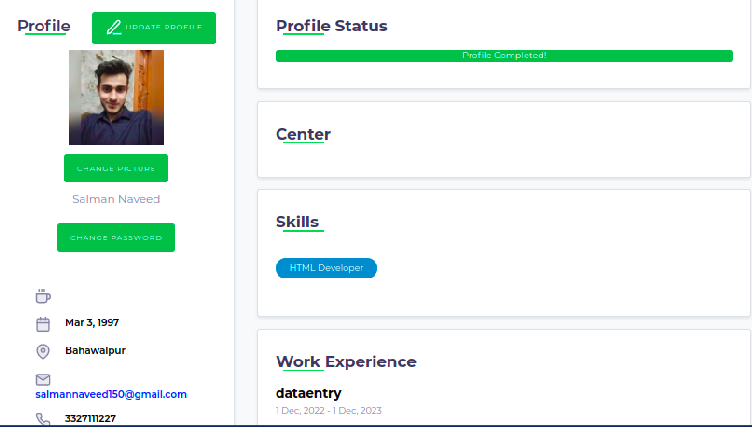 Profile
UPDATE PROFILE
CHANGE PICTURE
Salman Naveed
CHANGE PASSWORD
Mar 3, 1997
Bahawalpur
salmannaveed150@gmail.com
3327111227
Profile Status
Profile Completed!
Center
Skills
HTML Developer
Work Experience
dataentry
1 Dec, 2022 - 1 Dec, 2023